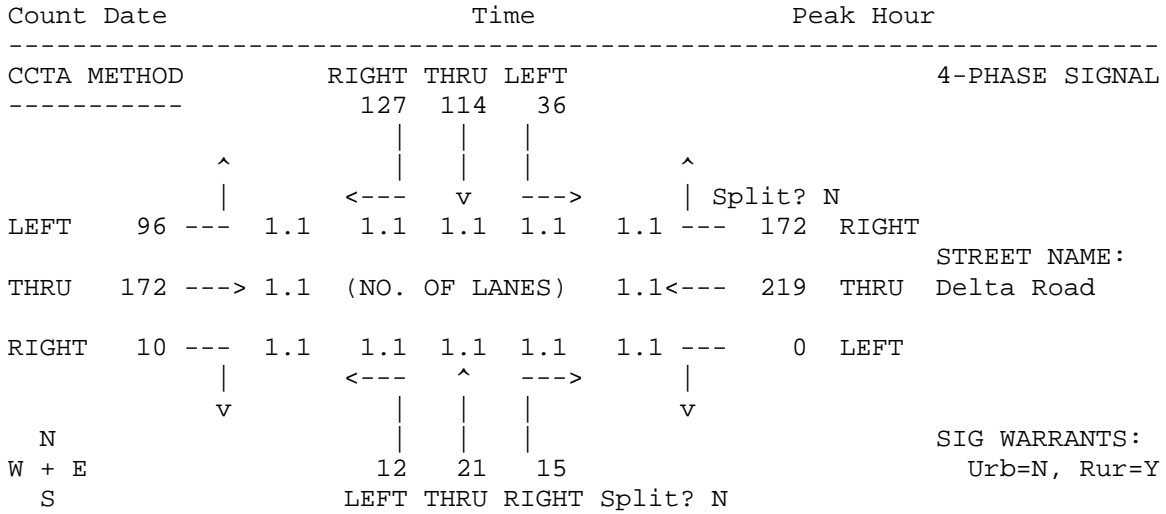 Count Date                   Time                Peak Hour
------------------------------------------------------------------------
CCTA METHOD         RIGHT THRU LEFT                       4-PHASE SIGNAL
-----------           127  114   36
                        |   |   |
             ^          |   |   |         ^
             |       <---   v   --->      | Split? N
LEFT    96 ---  1.1   1.1  1.1  1.1   1.1 ---  172  RIGHT
                                                          STREET NAME:
THRU   172 ---> 1.1  (NO. OF LANES)   1.1<---  219  THRU  Delta Road
RIGHT   10 ---  1.1   1.1  1.1  1.1   1.1 ---    0  LEFT
             |       <---   ^   --->      |
             v          |   |   |         v
  N                     |   |   |                         SIG WARRANTS:
W + E                  12   21   15                         Urb=N, Rur=Y
  S                  LEFT THRU RIGHT Split? N